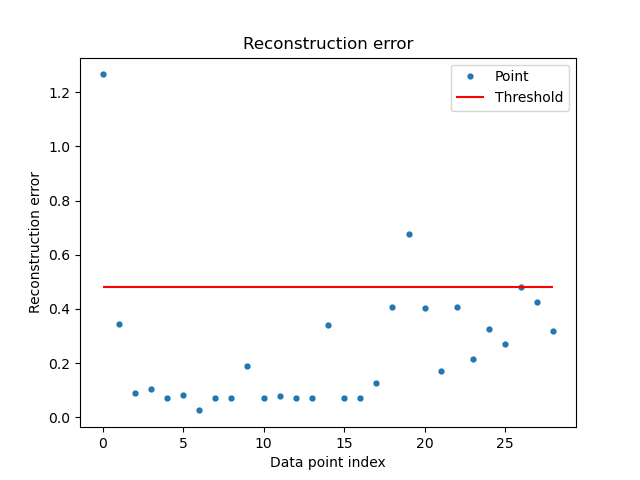 Reconstruction error
Point
Threshold
Reconstruction error
1.2
1.0
0.8
0.6
0.4
0.2
0.0
0 5 10 15 20 25
Data point index